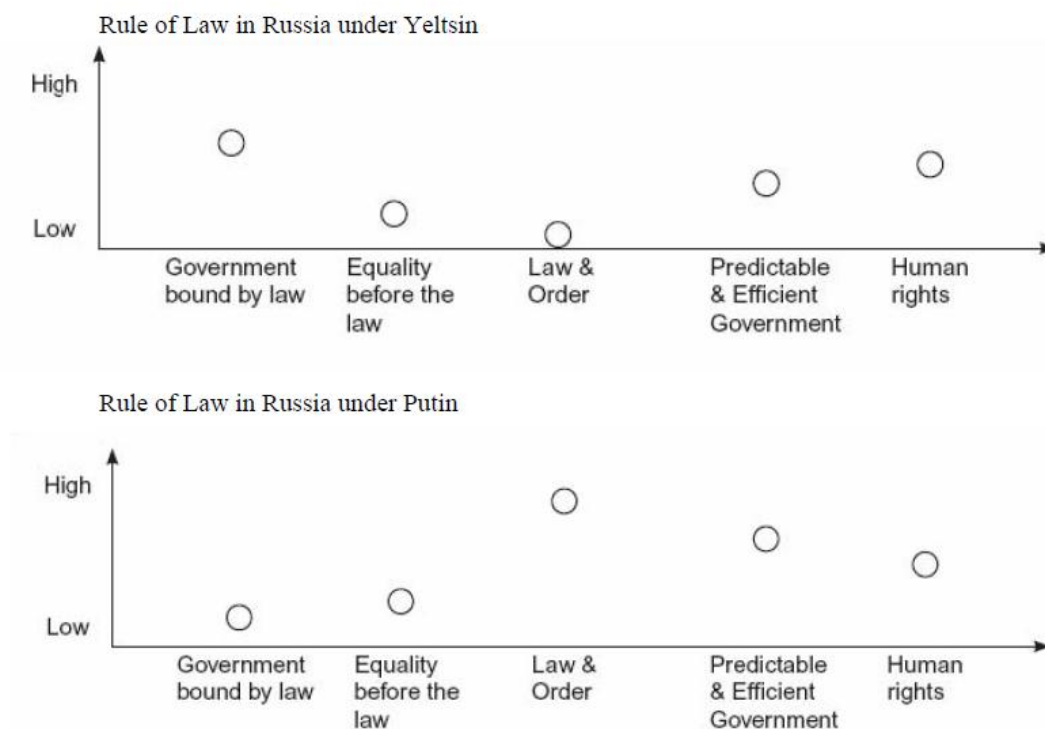 Rule of Law in Russia under Yeltsin
High
Low
Government
bound by law
Equality
before the
law
Law &
Order
Predictable
& Efficient
Government
Human
rights
Rule of Law in Russia under Putin
High
Low
Government
bound by law
Equality
before the
law
Law &
Order
Predictable
& Efficient
Government
Human
rights